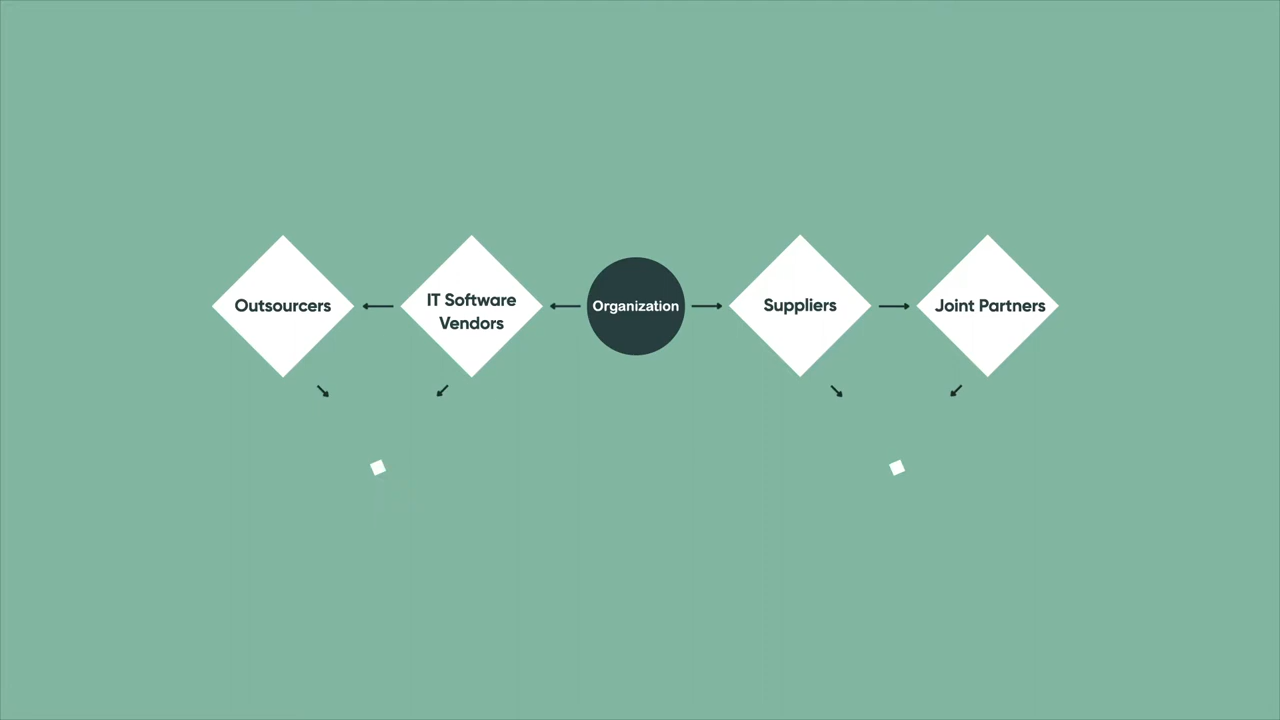 Outsourcers
IT Software
Vendors
Organization
Suppliers
Joint Partners